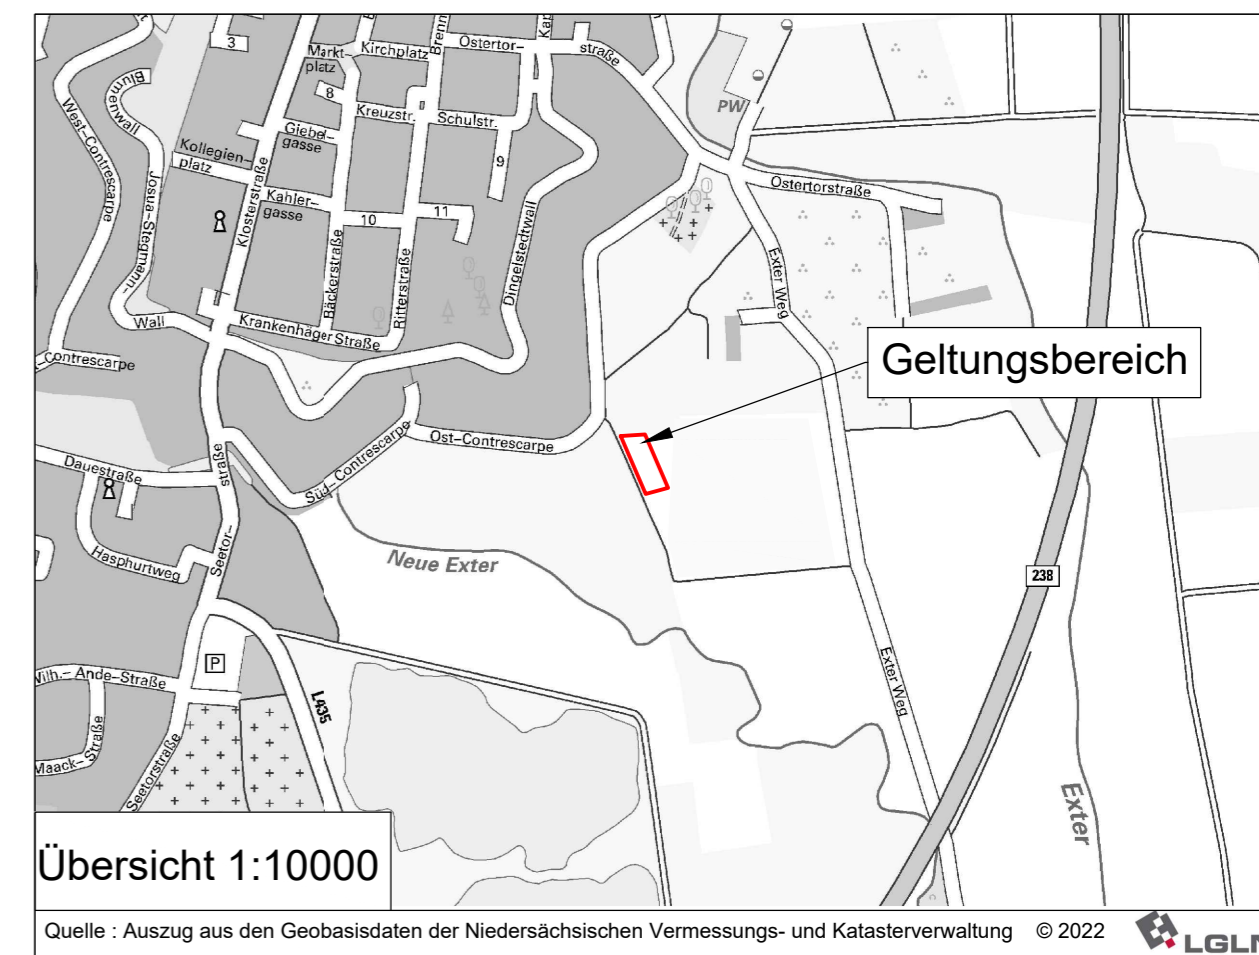 3
Markt-
platz
Kirchplatz
Ostertor-
straße
Blumenwall
West-Contrescarpe
8
Kreuzstr.
Schulstr.
PW
Giebel-
gasse
Kollegien-
platz
9
Josua-Stegmann-
Wall
Klosterstraße
Kahler-
gasse
10
11
Ostertorstraße
Bäckerstraße
Ritterstraße
Dingelstedtwall
Exter Weg
Krankenhäger Straße
Contrescarpe
Geltungsbereich
Ost-Contrescarpe
Süd-Contrescarpe
Dauestraße
Seetor-
straße
Hasphurtweg
Neue Exter
238
P
Wilh.-Ande-Straße
L435
Exter Weg
Maack-Straße
Seetorstraße
Exter
Übersicht 1:10000
Quelle : Auszug aus den Geobasisdaten der Niedersächsischen Vermessungs- und Katasterverwaltung © 2022
LGLN